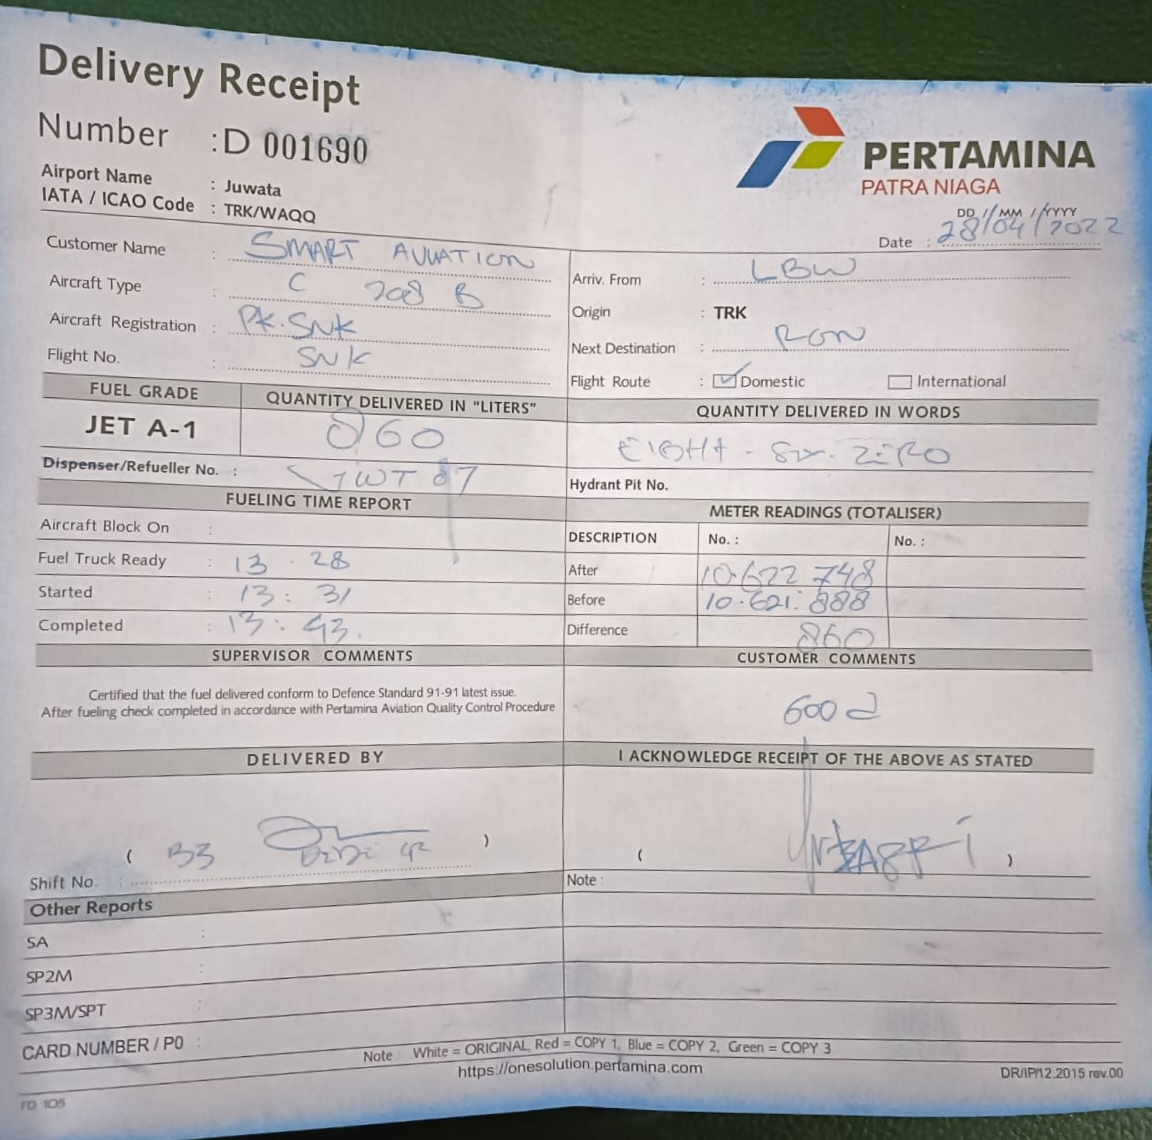 Delivery Receipt
Number : D 001690
Airport Name : Juwata
IATA / ICAO Code : TRK/WAQQ
PERTAMINA
PATRA NIAGA
DD / MM / YYYY
Date : 28/04/2022
Customer Name : SMART AVIATION
Aircraft Type : C 208 B
Aircraft Registration : PK-SNK
Flight No. : SNK
Arriv. From : LBW
Origin : TRK
Next Destination : RON
Flight Route : Domestic International
FUEL GRADE QUANTITY DELIVERED IN "LITERS" QUANTITY DELIVERED IN WORDS
JET A-1 860 EIGHT - SIX - ZERO
Dispenser/Refueller No. : JWT 07 Hydrant Pit No.
FUELING TIME REPORT METER READINGS (TOTALISER)
Aircraft Block On : DESCRIPTION No. : No. :
Fuel Truck Ready : 13 . 28 After 10.622 748
Started : 13 : 31 Before 10.621.888
Completed : 13 : 43. Difference 860
SUPERVISOR COMMENTS CUSTOMER COMMENTS
Certified that the fuel delivered conform to Defence Standard 91-91 latest issue.
After fueling check completed in accordance with Pertamina Aviation Quality Control Procedure
DELIVERED BY I ACKNOWLEDGE RECEIPT OF THE ABOVE AS STATED
( B3 ) ( )
Shift No. : Note :
Other Reports
SA :
SP2M :
SP3M/SPT :
CARD NUMBER / P0 :
Note : White = ORIGINAL, Red = COPY 1, Blue = COPY 2, Green = COPY 3
https://onesolution.pertamina.com
DR/IP/12.2015 rev.00
FD 105